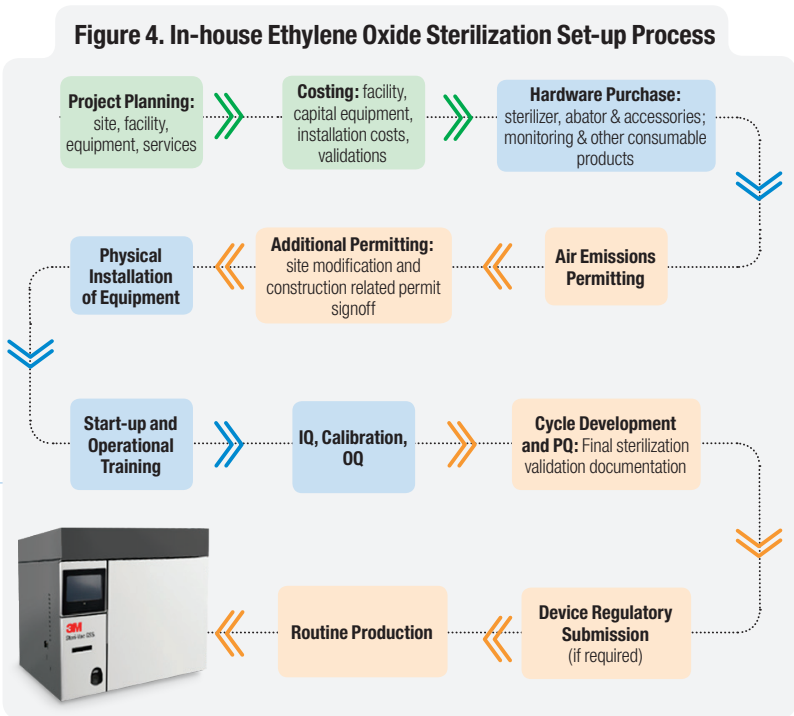 Figure 4. In-house Ethylene Oxide Sterilization Set-up Process
Project Planning:
site, facility,
equipment, services
Costing: facility,
capital equipment,
installation costs,
validations
Hardware Purchase:
sterilizer, abator & accessories;
monitoring & other consumable
products
Air Emissions
Permitting
Additional Permitting:
site modification and
construction related permit
signoff
Physical
Installation
of Equipment
Start-up and
Operational
Training
IQ, Calibration,
OQ
Cycle Development
and PQ: Final sterilization
validation documentation
Device Regulatory
Submission
(if required)
Routine Production
3M